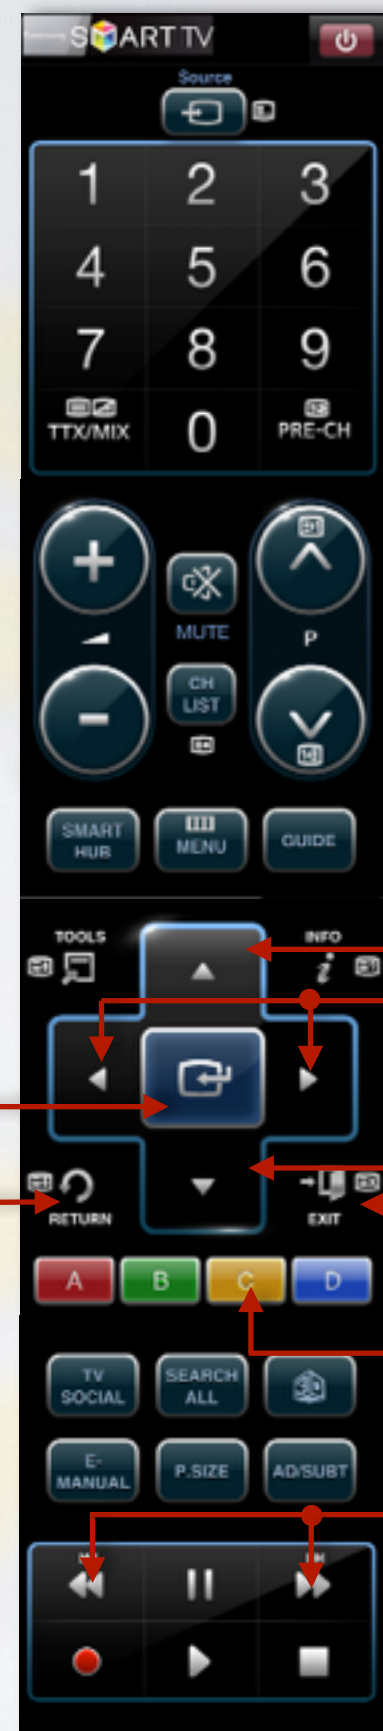 SMART TV
Source
1 2 3
4 5 6
7 8 9
TTX/MIX 0 PRE-CH
MUTE P
CH
LIST
SMART
HUB
MENU
GUIDE
TOOLS INFO
RETURN EXIT
A B C D
TV
SOCIAL
SEARCH
ALL
3D
E-
MANUAL
P.SIZE
AD/SUBT